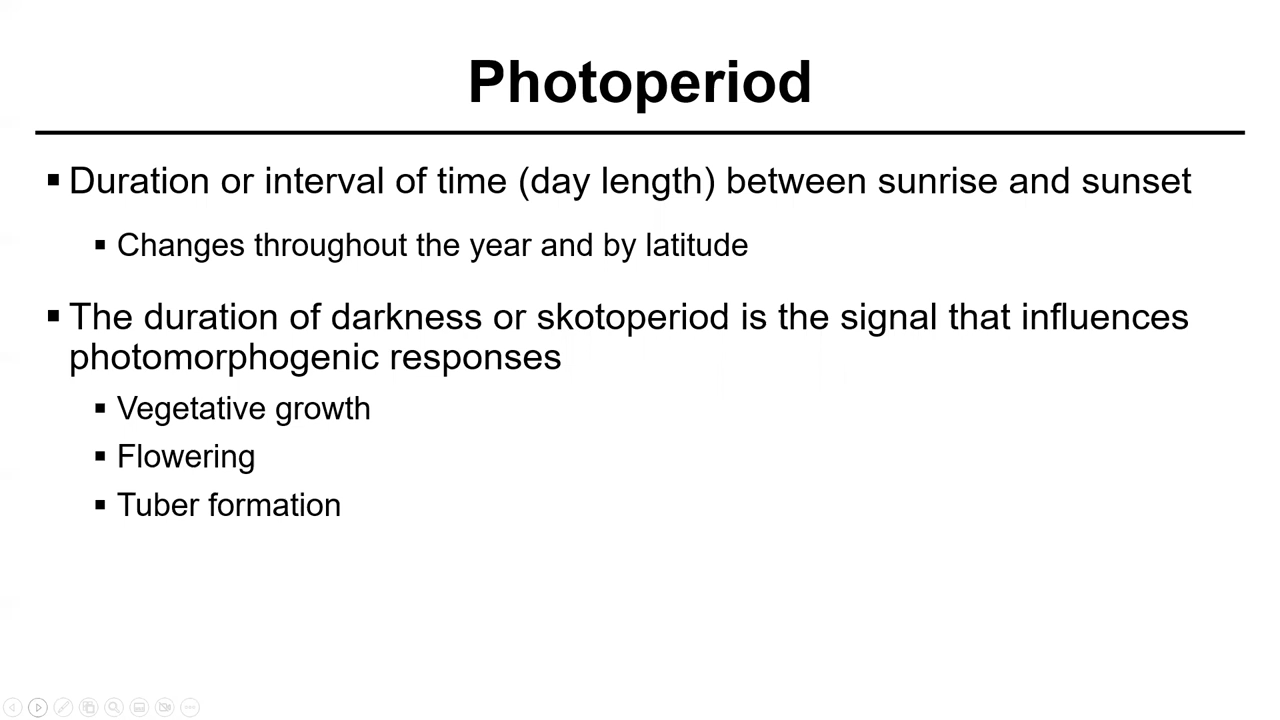 Photoperiod
▪ Duration or interval of time (day length) between sunrise and sunset
▪ Changes throughout the year and by latitude
▪ The duration of darkness or skotoperiod is the signal that influences
photomorphogenic responses
▪ Vegetative growth
▪ Flowering
▪ Tuber formation